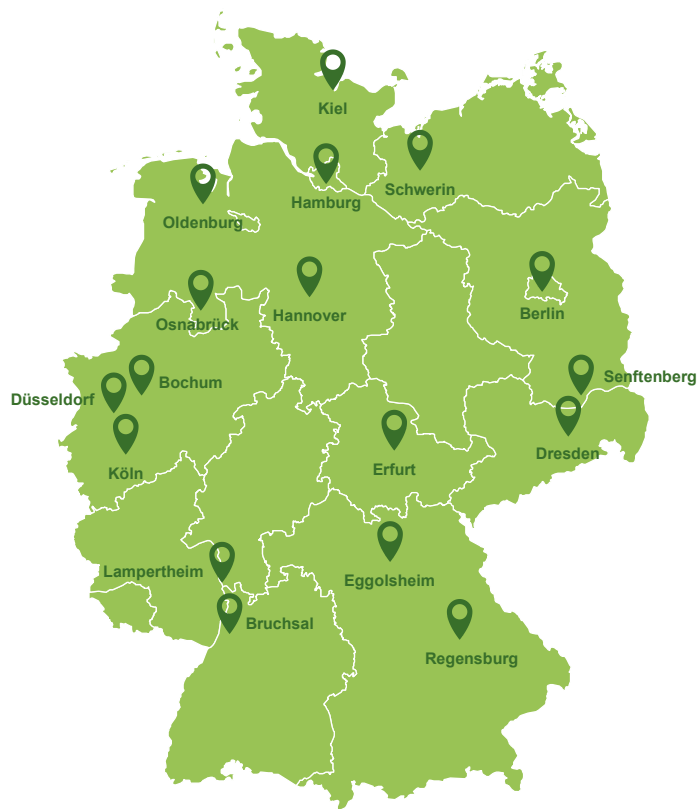 Kiel
Schwerin
Hamburg
Oldenburg
Berlin
Hannover
Osnabrück
Senftenberg
Bochum
Düsseldorf
Dresden
Erfurt
Köln
Lampertheim
Eggolsheim
Bruchsal
Regensburg